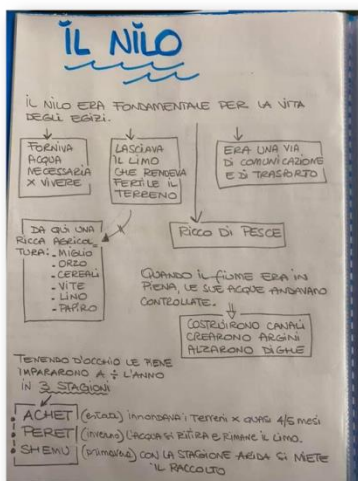 IL NILO
IL NILO ERA FONDAMENTALE PER LA VITA
DEGLI EGIZI.
FORNIVA
ACQUA
NECESSARIA
X VIVERE
LASCIAVA
IL LIMO
CHE RENDEVA
FERTILE IL
TERRENO
ERA UNA VIA
DI COMUNICAZIONE
E DI TRASPORTO
RICCO DI PESCE
DA QUI UNA
RICCA AGRICOL
TURA: - MIGLIO
- ORZO
- CEREALI
- VITE
- LINO
- PAPIRO
QUANDO IL FIUME ERA IN
PIENA, LE SUE ACQUE ANDAVANO
CONTROLLATE.
COSTRUIRONO CANALI
CREARONO ARGINI
ALZARONO DIGHE
TENENDO D'OCCHIO LE PIENE
IMPARARONO A ÷ L'ANNO
IN 3 STAGIONI
ACHET (estate) INNONDAVA i TERRENI X QUASI 4/5 MESI
PERET (inverno) L'ACQUA SI RITIRA E RIMANE IL LIMO.
SHEMU (primavera) CON LA STAGIONE ARIDA SI MIETE
IL RACCOLTO